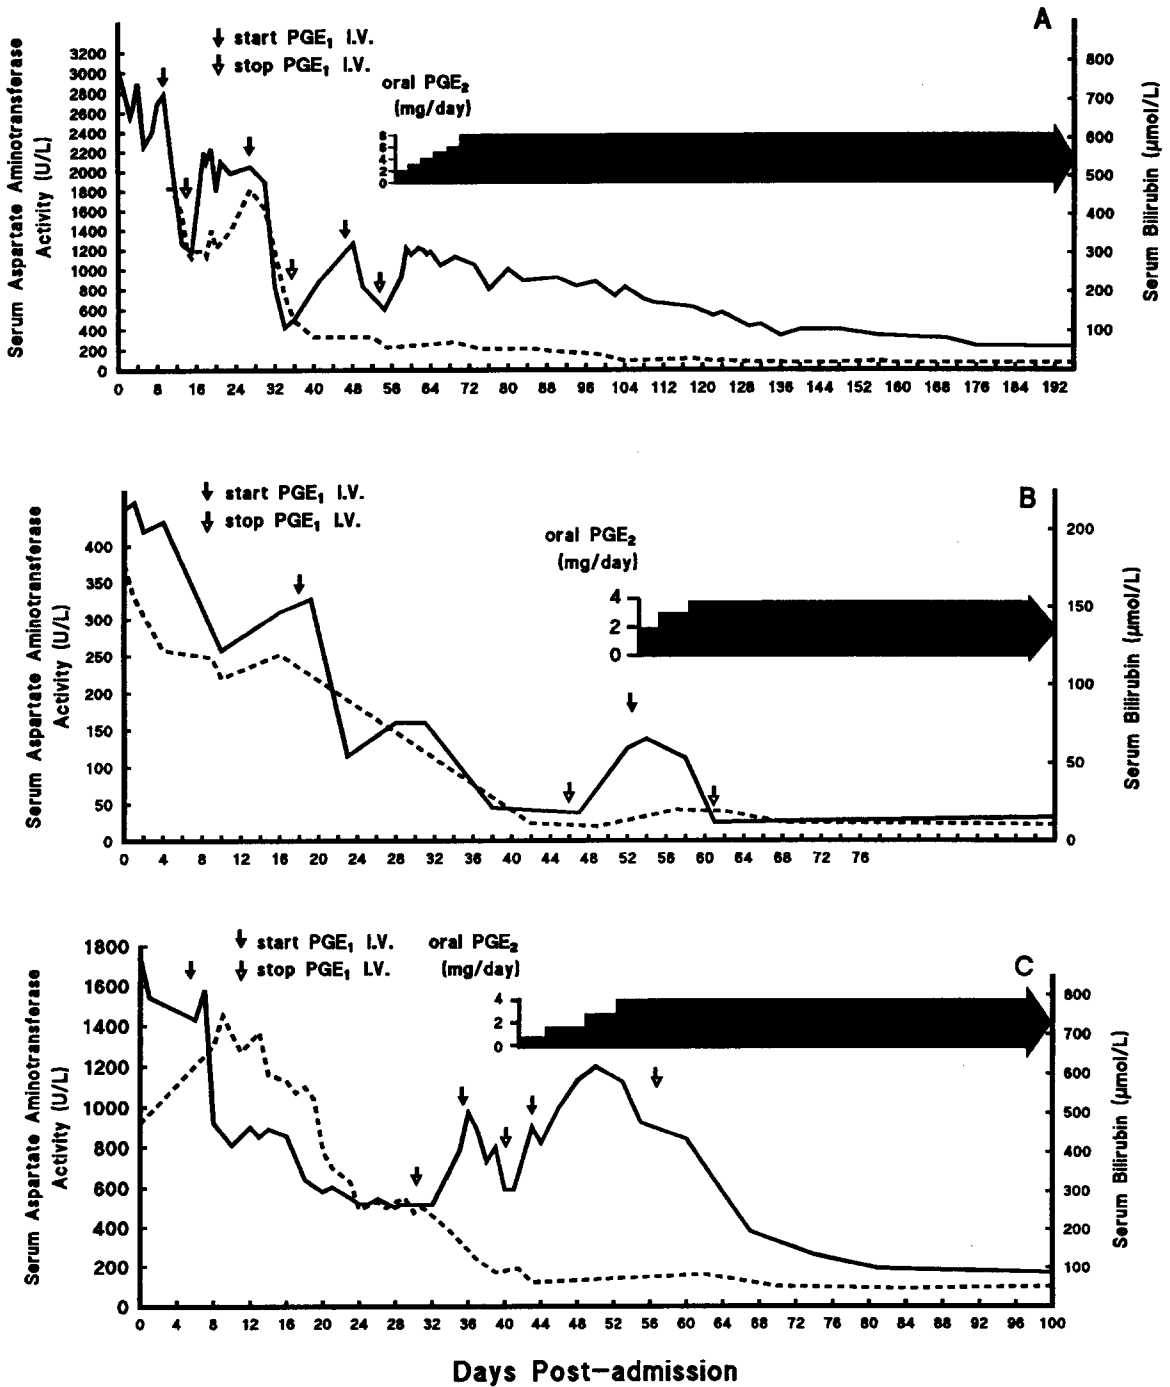 A
start PGE₁ I.V.
stop PGE₁ I.V.
oral PGE₂
(mg/day)
8
6
4
2
0
Serum Aspartate Aminotransferase
Activity (U/L)
3200
3000
2800
2600
2400
2200
2000
1800
1600
1400
1200
1000
800
600
400
200
0
800
700
600
500
400
300
200
100
Serum Bilirubin (µmol/L)
0 8 16 24 32 40 48 56 64 72 80 88 96 104 112 120 128 136 144 152 160 168 176 184 192
B
start PGE₁ I.V.
stop PGE₁ I.V.
oral PGE₂
(mg/day)
4
2
0
Serum Aspartate Aminotransferase
Activity (U/L)
400
350
300
250
200
150
100
50
0
200
150
100
50
0
Serum Bilirubin (µmol/L)
0 4 8 12 16 20 24 28 32 36 40 44 48 52 56 60 64 68 72 76
C
start PGE₁ I.V.
stop PGE₁ I.V.
oral PGE₂
(mg/day)
4
2
0
Serum Aspartate Aminotransferase
Activity (U/L)
1800
1600
1400
1200
1000
800
600
400
200
0
800
700
600
500
400
300
200
100
Serum Bilirubin (µmol/L)
0 4 8 12 16 20 24 28 32 36 40 44 48 52 56 60 64 68 72 76 80 84 88 92 96 100
Days Post-admission